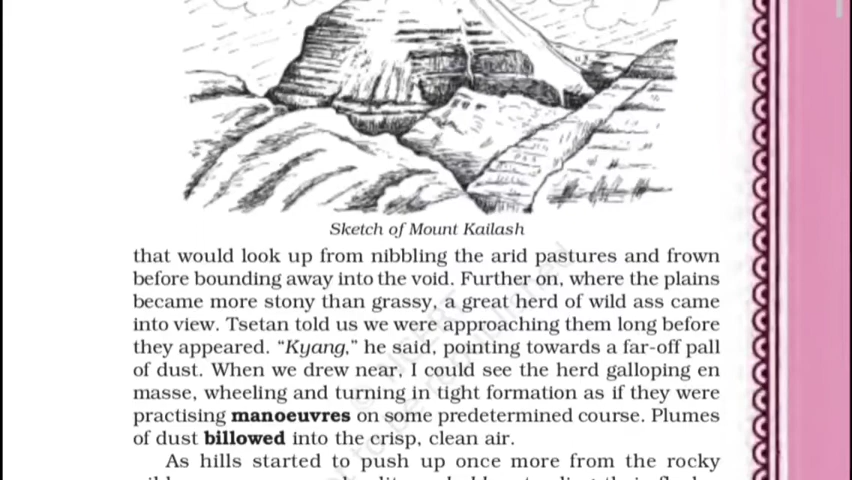 Sketch of Mount Kailash
that would look up from nibbling the arid pastures and frown
before bounding away into the void. Further on, where the plains
became more stony than grassy, a great herd of wild ass came
into view. Tsetan told us we were approaching them long before
they appeared. “Kyang,” he said, pointing towards a far-off pall
of dust. When we drew near, I could see the herd galloping en
masse, wheeling and turning in tight formation as if they were
practising manoeuvres on some predetermined course. Plumes
of dust billowed into the crisp, clean air.
As hills started to push up once more from the rocky